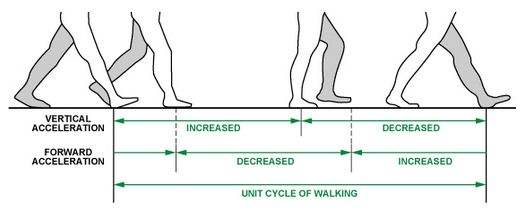 VERTICAL
ACCELERATION
INCREASED
DECREASED
FORWARD
ACCELERATION
DECREASED
INCREASED
UNIT CYCLE OF WALKING